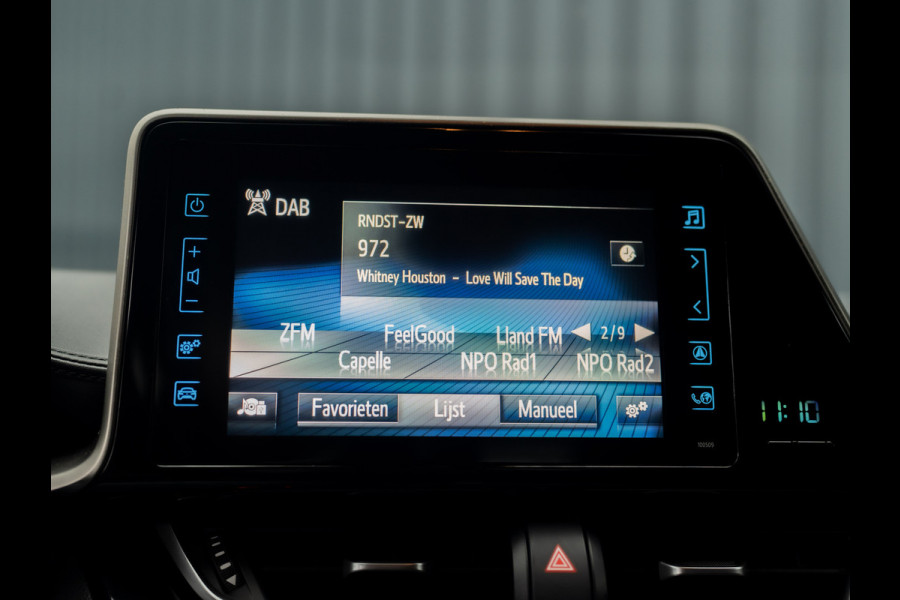 DAB
RNDST-ZW
972
Whitney Houston - Love Will Save The Day
ZFM FeelGood Lland FM 2/9
Capelle NPO Rad1 NPO Rad2
Favorieten Lijst Manueel
11:10